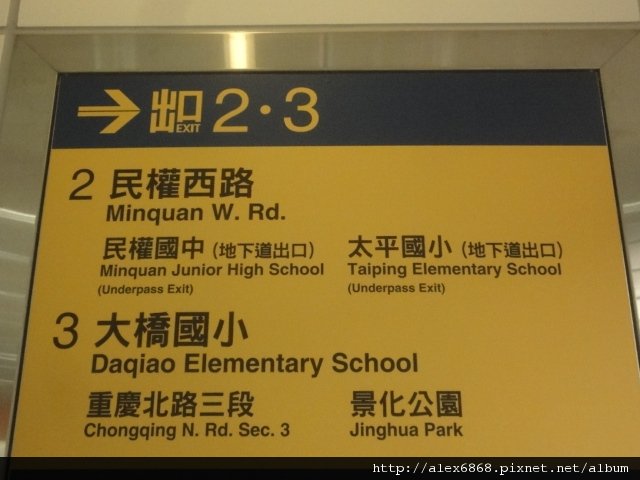 出口 EXIT 2·3
2 民權西路
Minquan W. Rd.
民權國中 (地下道出口) 太平國小 (地下道出口)
Minquan Junior High School Taiping Elementary School
(Underpass Exit) (Underpass Exit)
3 大橋國小
Daqiao Elementary School
重慶北路三段 景化公園
Chongqing N. Rd. Sec. 3 Jinghua Park
http://alex6868.pixnet.net/album